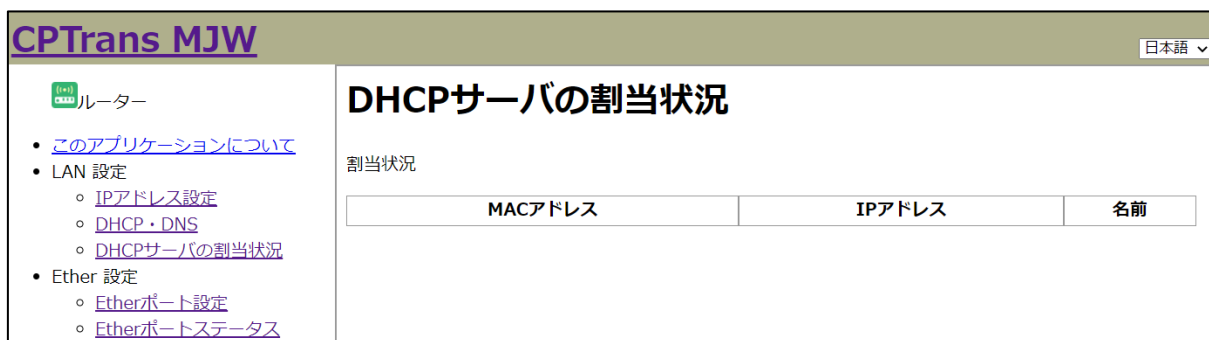 CPTrans MJW
日本語
ルーター
このアプリケーションについて
LAN 設定
IPアドレス設定
DHCP・DNS
DHCPサーバの割当状況
Ether 設定
Etherポート設定
Etherポートステータス
DHCPサーバの割当状況
割当状況
MACアドレス IPアドレス 名前